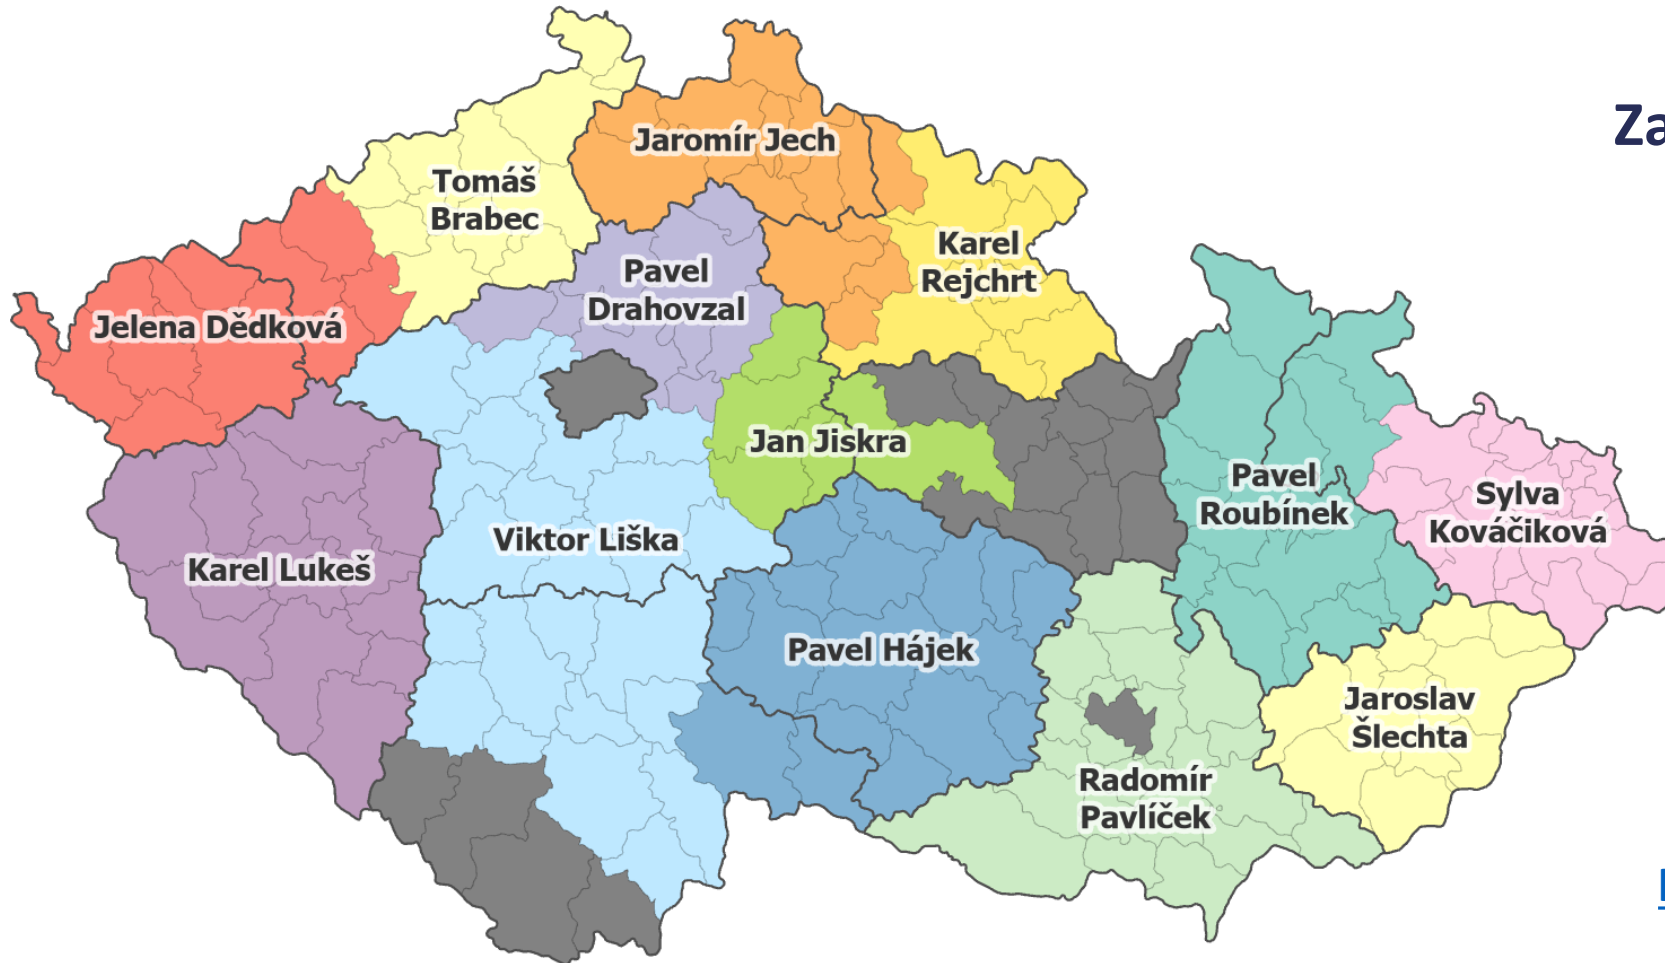 Jaromír Jech
Za
Tomáš
Brabec
Karel
Rejchrt
Pavel
Drahovzal
Jelena Dědková
Jan Jiskra
Pavel
Roubínek
Sylva
Kováčiková
Viktor Liška
Karel Lukeš
Pavel Hájek
Jaroslav
Šlechta
Radomír
Pavlíček